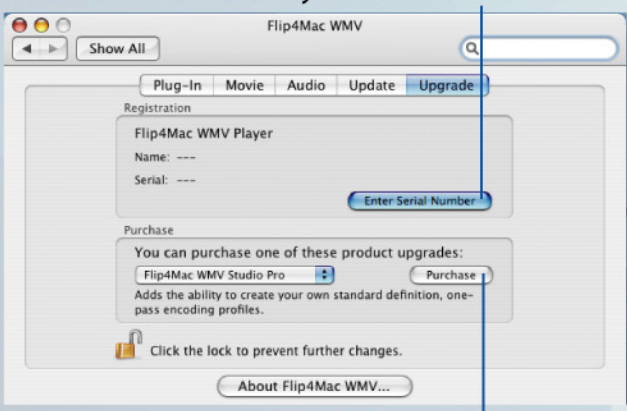 Flip4Mac WMV
Show All
Plug-In Movie Audio Update Upgrade
Registration
Flip4Mac WMV Player
Name: ---
Serial: ---
Enter Serial Number
Purchase
You can purchase one of these product upgrades:
Flip4Mac WMV Studio Pro
Purchase
Adds the ability to create your own standard definition, one-
pass encoding profiles.
Click the lock to prevent further changes.
About Flip4Mac WMV...